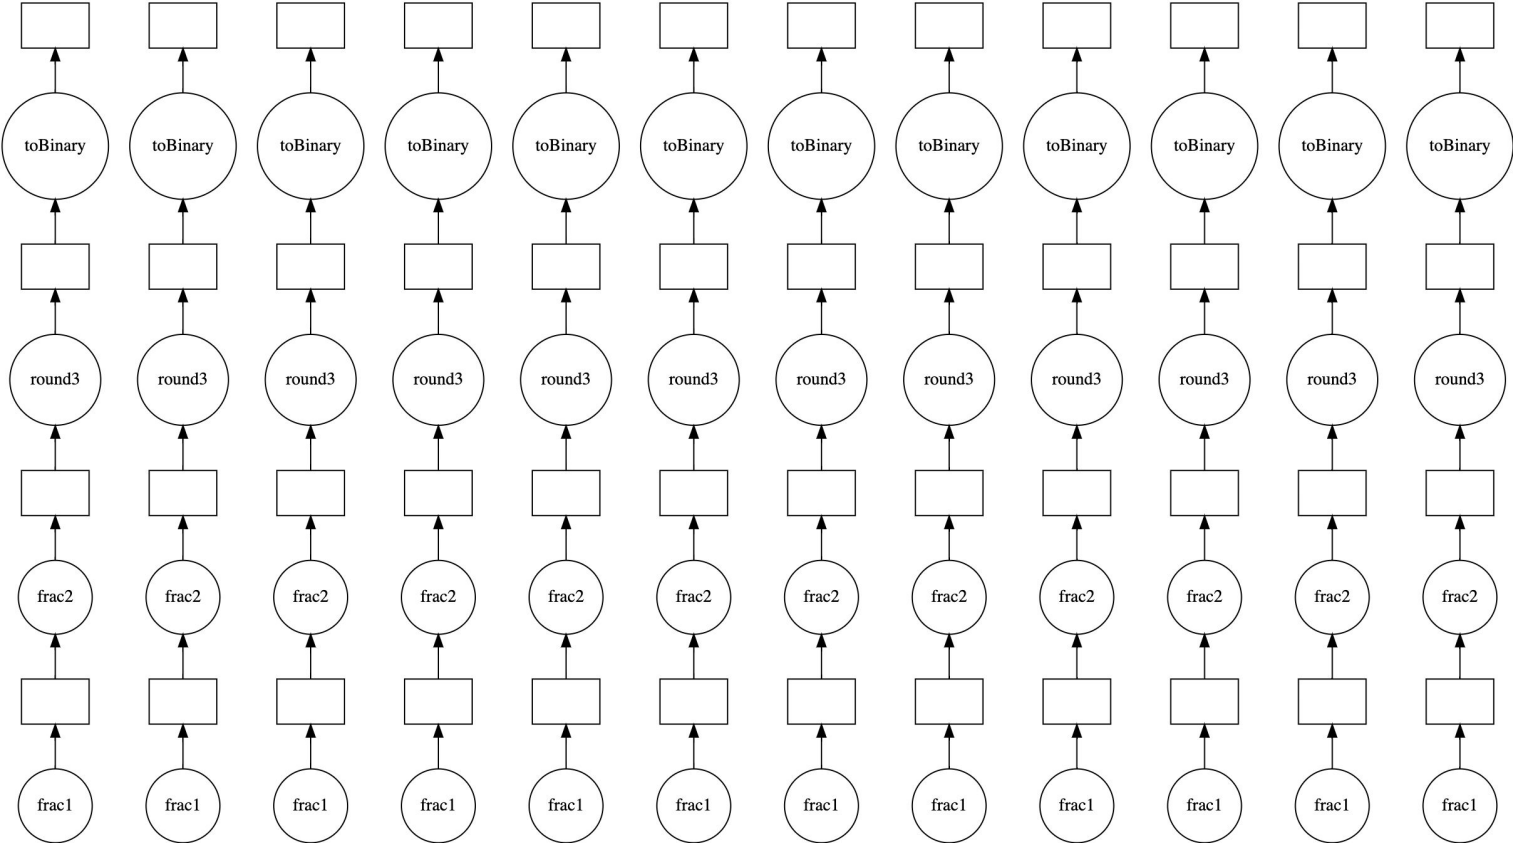 toBinary toBinary toBinary toBinary toBinary toBinary toBinary toBinary toBinary toBinary toBinary toBinary
round3 round3 round3 round3 round3 round3 round3 round3 round3 round3 round3 round3
frac2 frac2 frac2 frac2 frac2 frac2 frac2 frac2 frac2 frac2 frac2 frac2
frac1 frac1 frac1 frac1 frac1 frac1 frac1 frac1 frac1 frac1 frac1 frac1